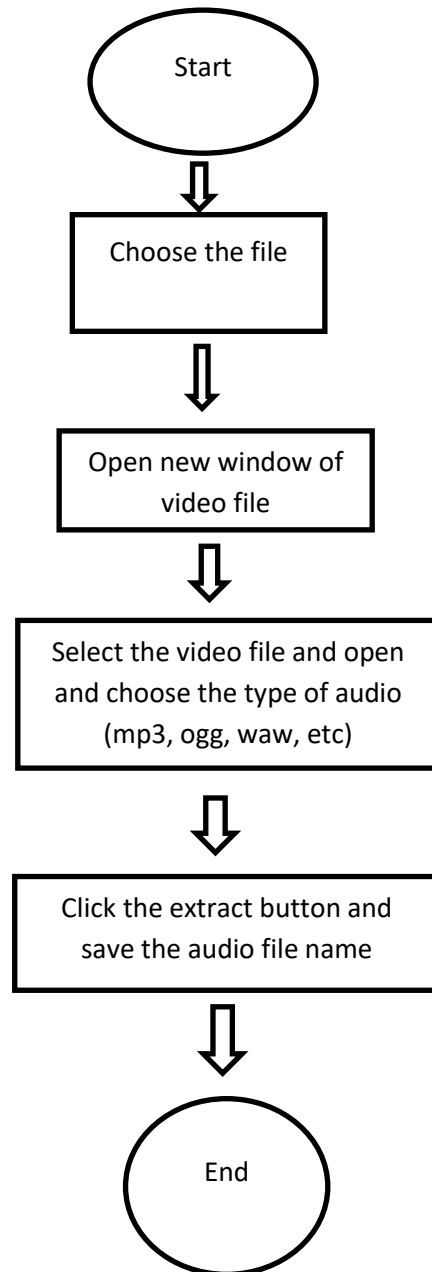 Start
Choose the file
Open new window of
video file
Select the video file and open
and choose the type of audio
(mp3, ogg, waw, etc)
Click the extract button and
save the audio file name
End